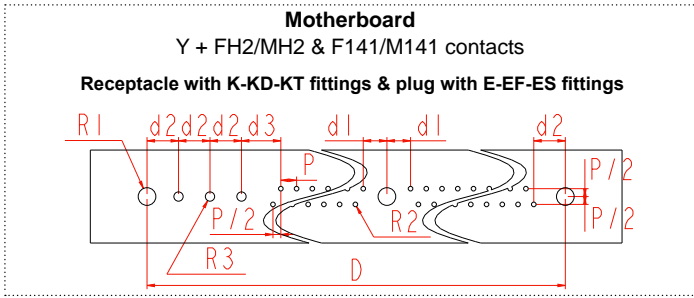 Motherboard
Y + FH2/MH2 & F141/M141 contacts
Receptacle with K-KD-KT fittings & plug with E-EF-ES fittings
R1 d2 d2 d2 d3 d1 d1 d2
P P/2
P/2 R2 P/2
R3
D